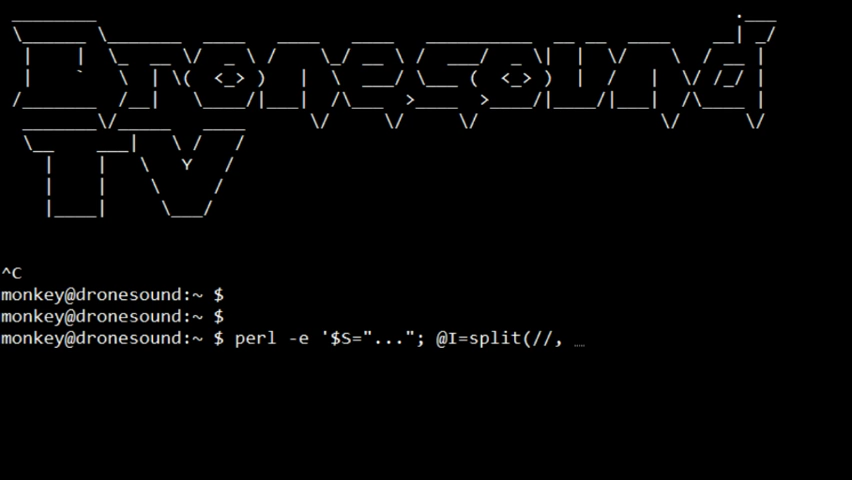 Dronesound
TV
^C
monkey@dronesound:~ $
monkey@dronesound:~ $
monkey@dronesound:~ $ perl -e '$S="..."; @I=split(//,